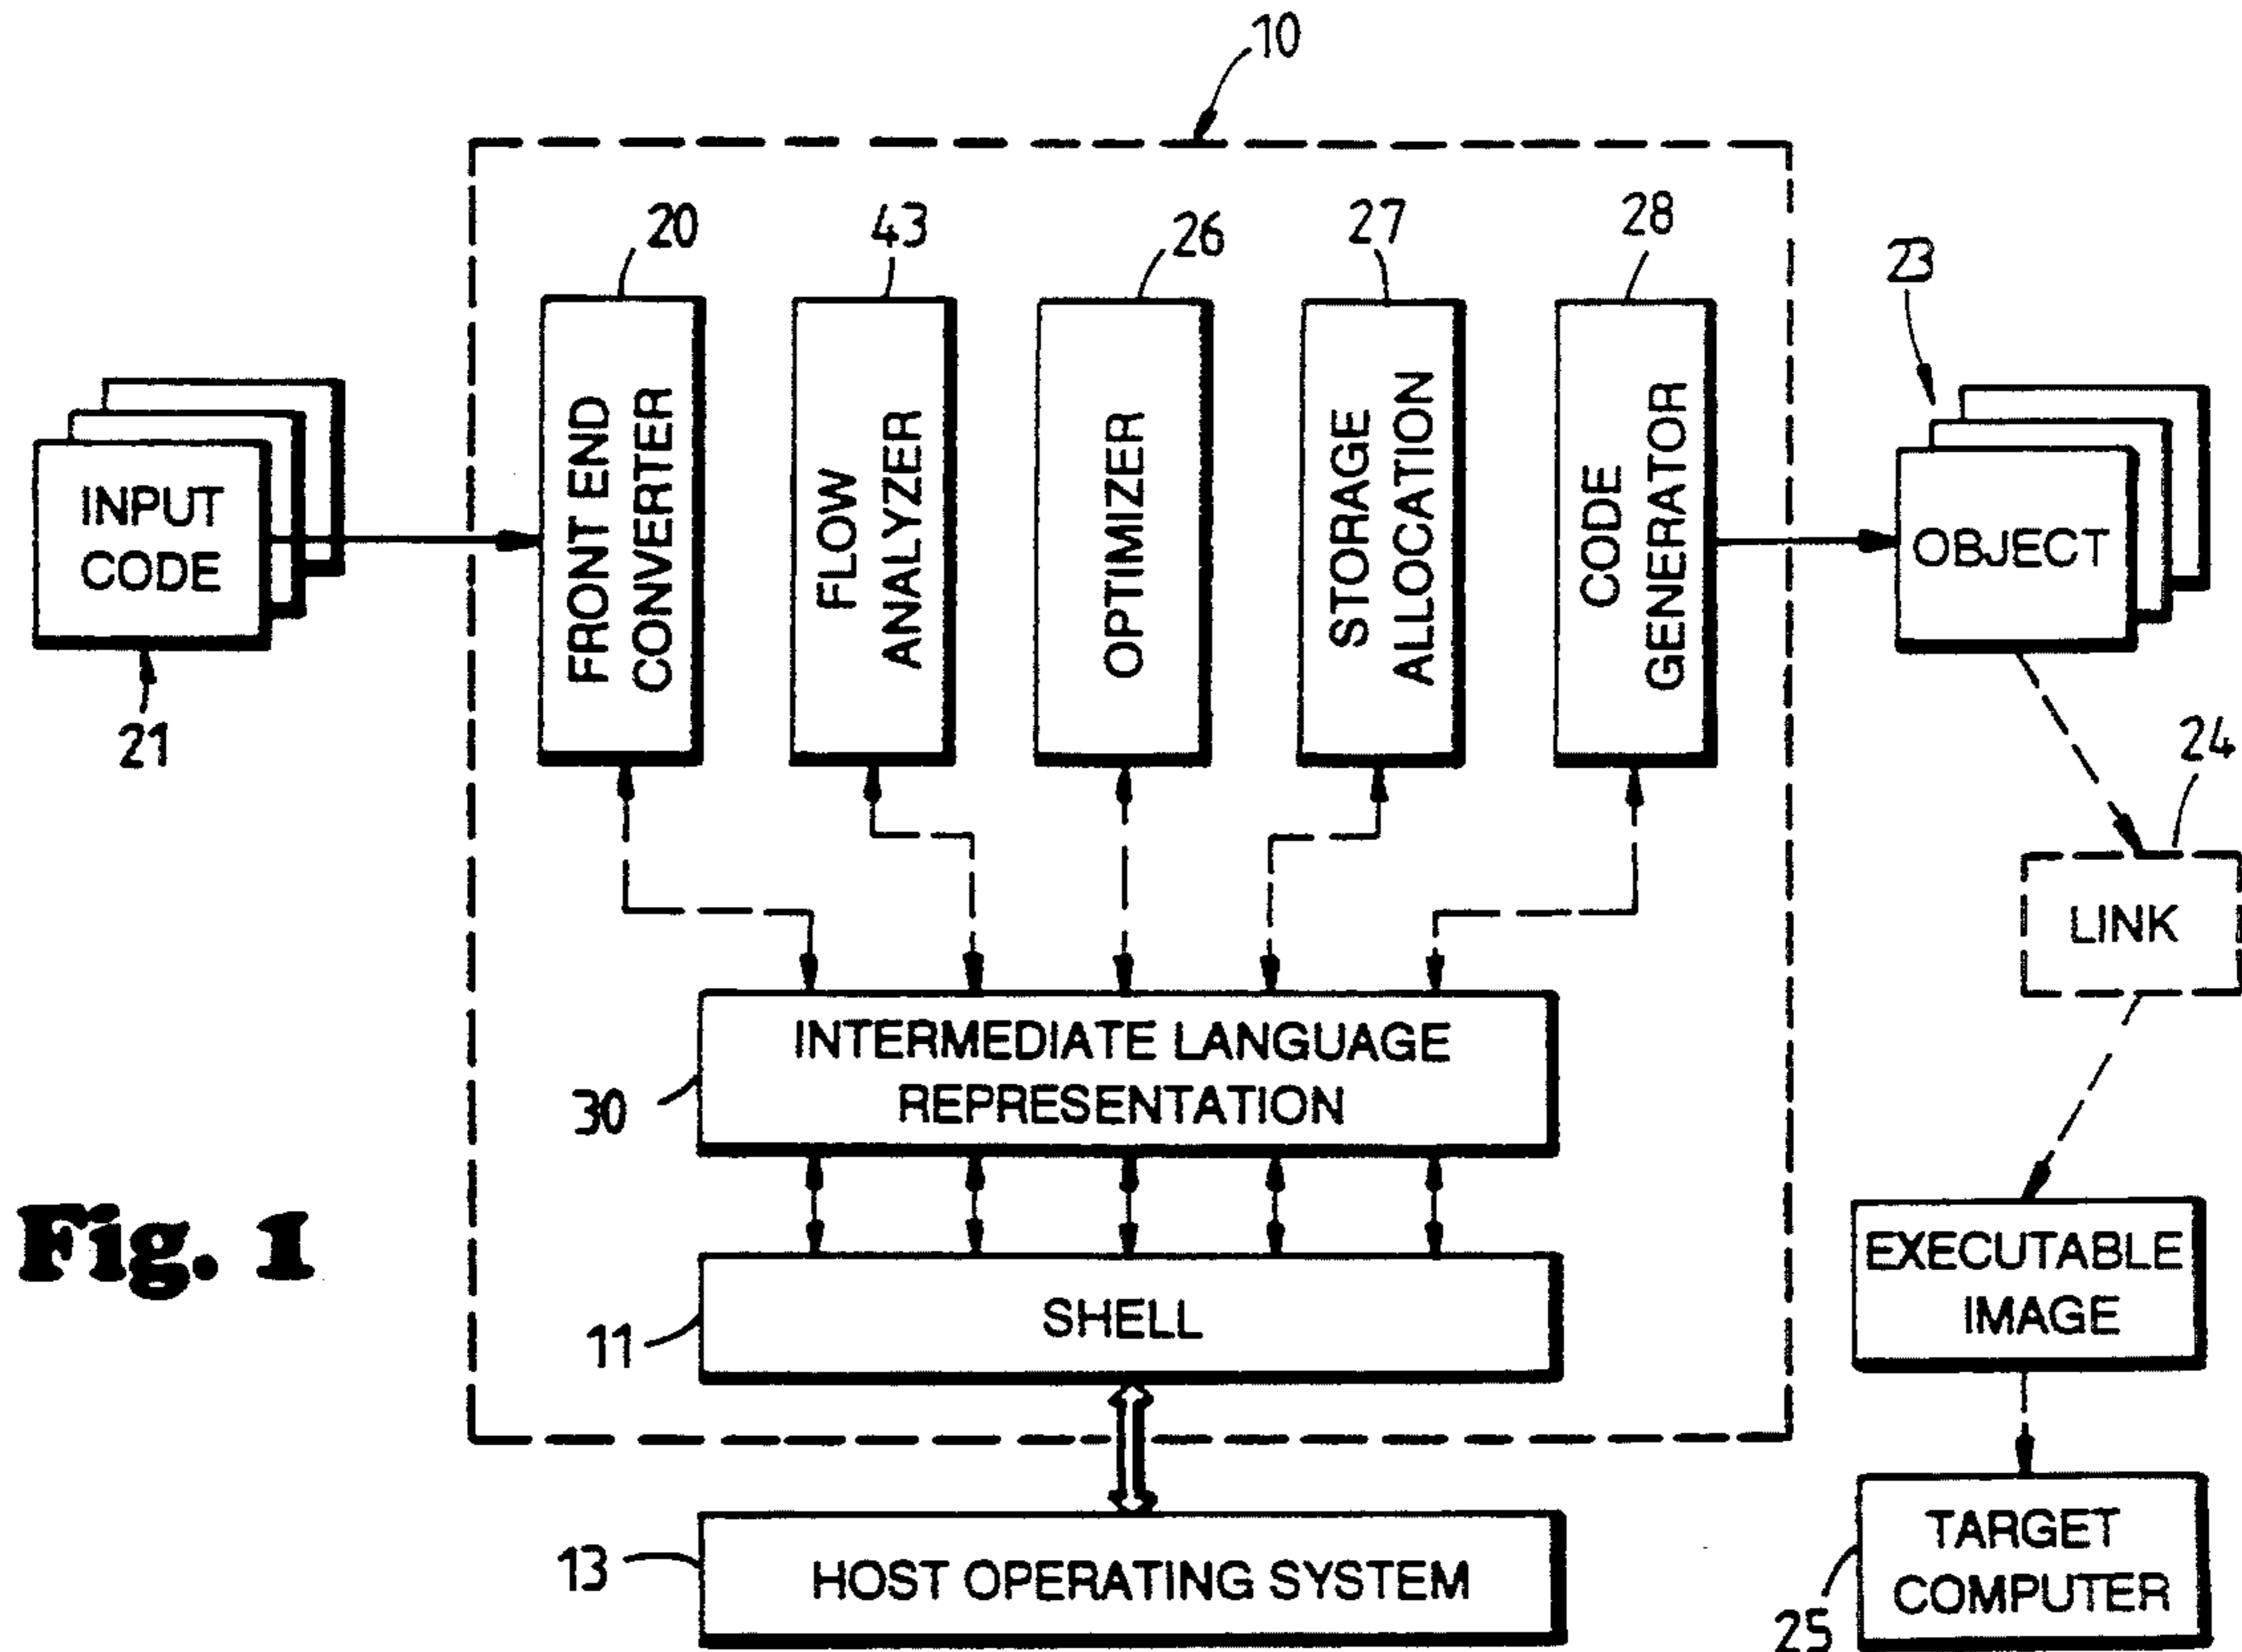 10
20
43
26
27
28
23
INPUT
CODE
21
FRONT END
CONVERTER
FLOW
ANALYZER
OPTIMIZER
STORAGE
ALLOCATION
CODE
GENERATOR
OBJECT
24
LINK
INTERMEDIATE LANGUAGE
REPRESENTATION
30
Fig. 1
SHELL
11
EXECUTABLE
IMAGE
HOST OPERATING SYSTEM
13
TARGET
COMPUTER
25